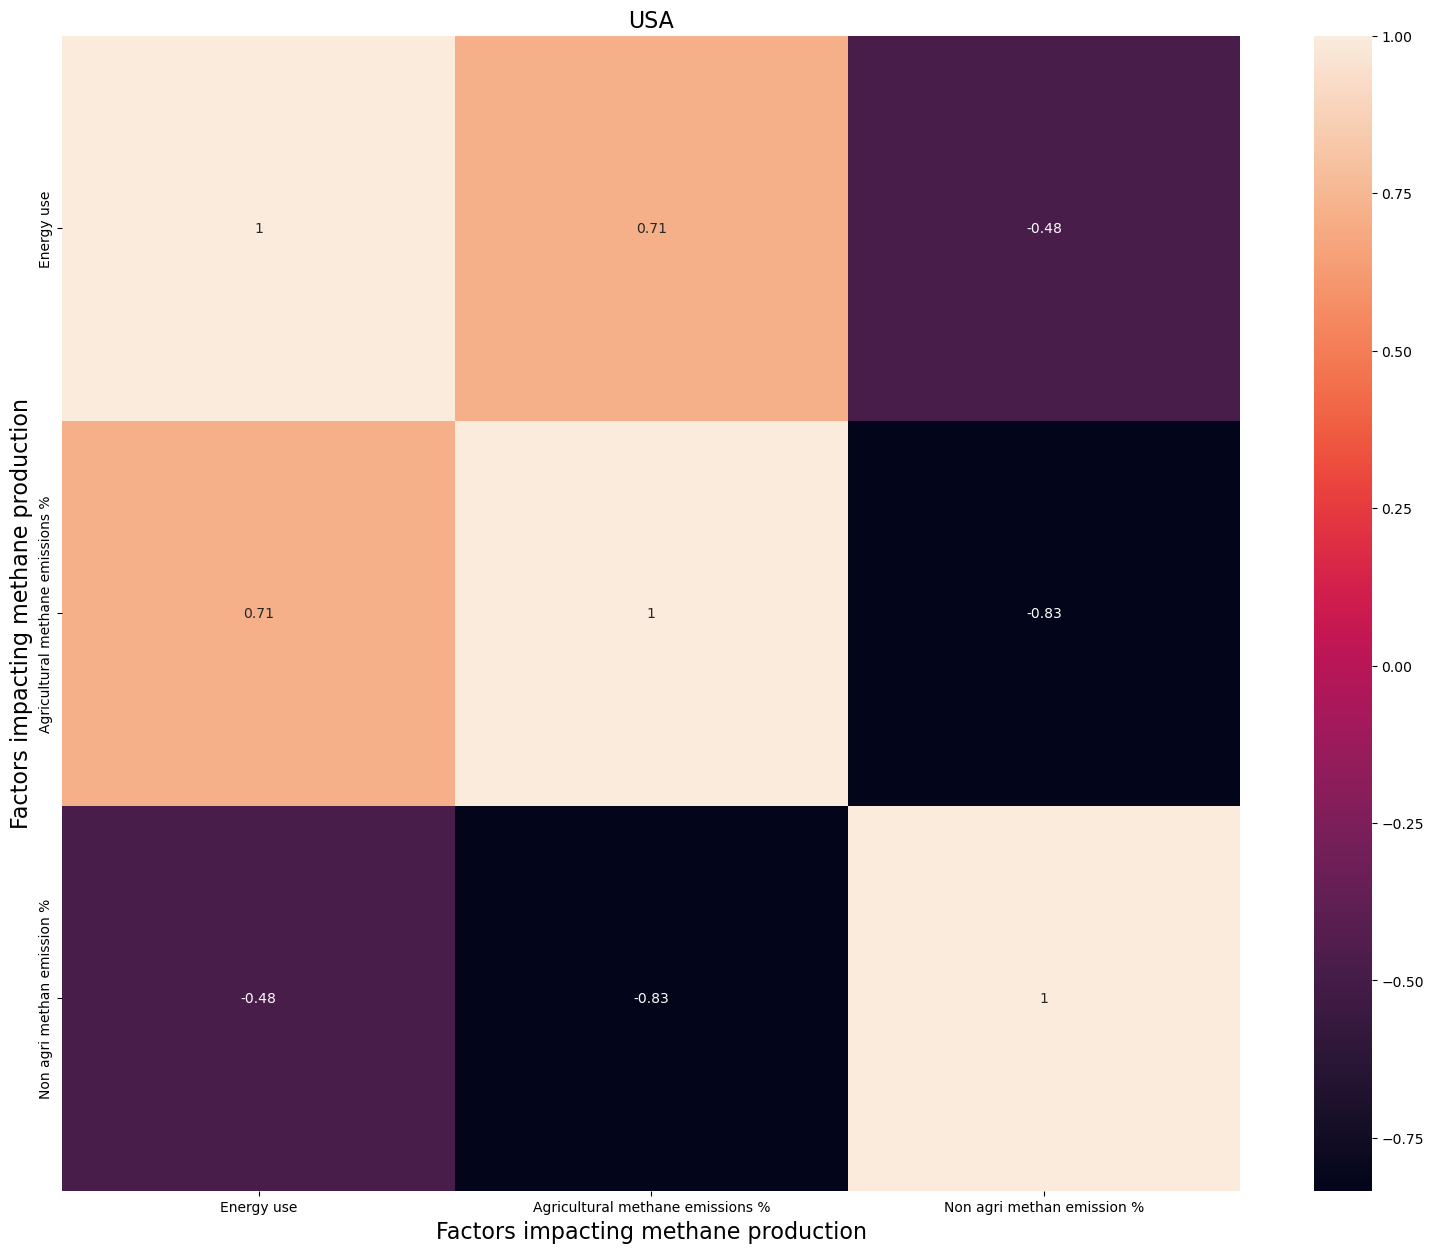 USA
1.00
0.75
0.50
0.25
0.00
−0.25
−0.50
−0.75
Factors impacting methane production
Energy use
Agricultural methane emissions %
Non agri methan emission %
1
0.71
-0.48
0.71
1
-0.83
-0.48
-0.83
1
Energy use
Agricultural methane emissions %
Non agri methan emission %
Factors impacting methane production